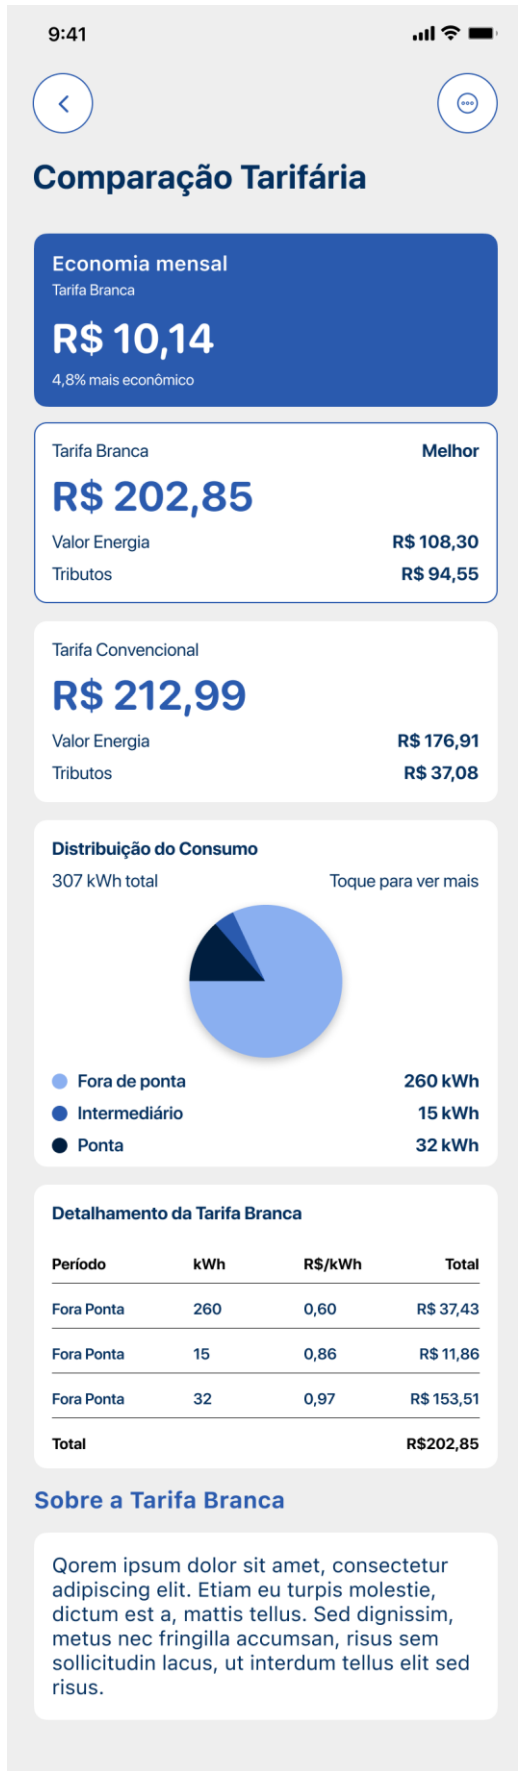 9:41
Comparação Tarifária
Economia mensal
Tarifa Branca
R$ 10,14
4,8% mais econômico
Tarifa Branca Melhor
R$ 202,85
Valor Energia R$ 108,30
Tributos R$ 94,55
Tarifa Convencional
R$ 212,99
Valor Energia R$ 176,91
Tributos R$ 37,08
Distribuição do Consumo
307 kWh total Toque para ver mais
Fora de ponta 260 kWh
Intermediário 15 kWh
Ponta 32 kWh
Detalhamento da Tarifa Branca
Período kWh R$/kWh Total
Fora Ponta 260 0,60 R$ 37,43
Fora Ponta 15 0,86 R$ 11,86
Fora Ponta 32 0,97 R$ 153,51
Total R$202,85
Sobre a Tarifa Branca
Qorem ipsum dolor sit amet, consectetur
adipiscing elit. Etiam eu turpis molestie,
dictum est a, mattis tellus. Sed dignissim,
metus nec fringilla accumsan, risus sem
sollicitudin lacus, ut interdum tellus elit sed
risus.